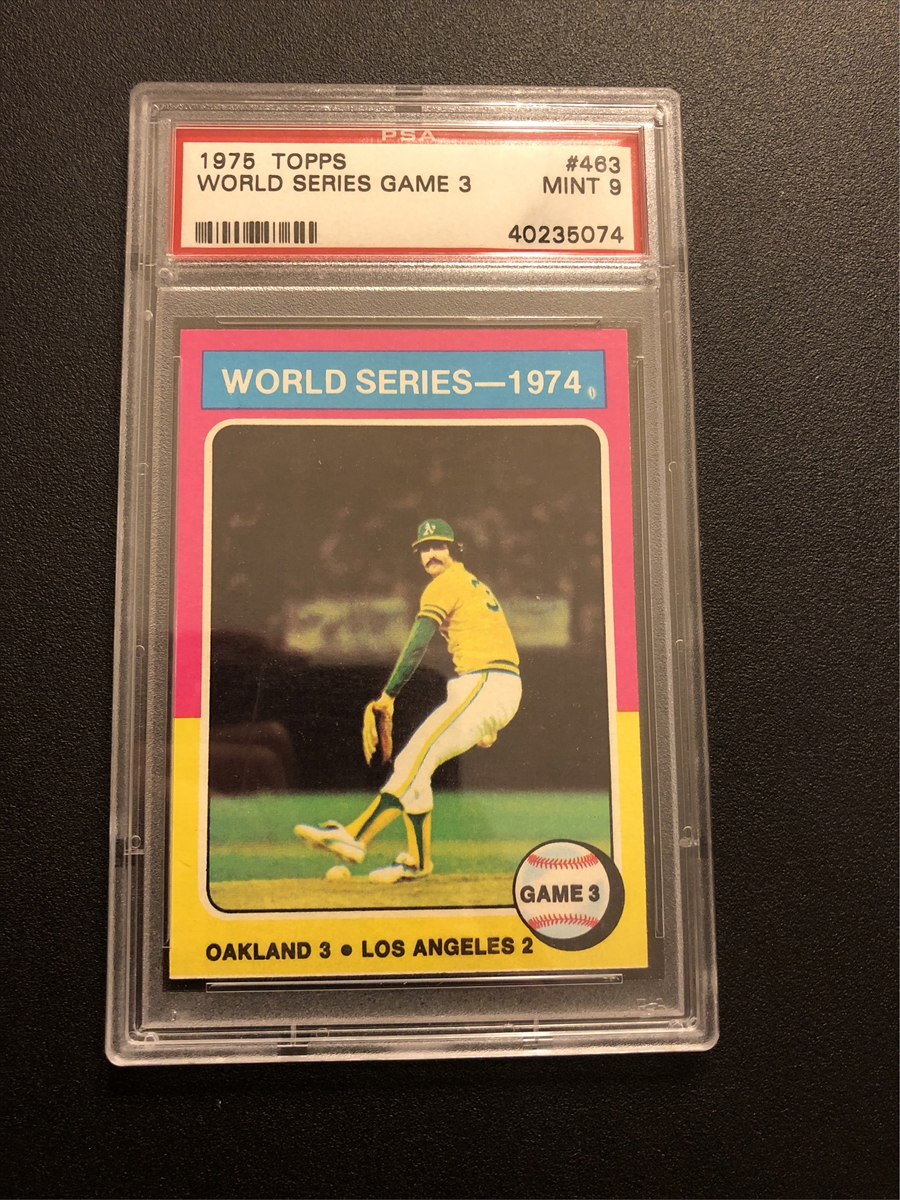 PSA
1975 TOPPS #463
WORLD SERIES GAME 3 MINT 9
40235074
WORLD SERIES—1974
A's
3
GAME 3
OAKLAND 3 • LOS ANGELES 2